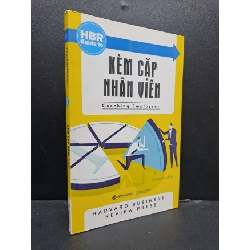 HBR
Guide to
KÈM CẶP
NHÂN VIÊN
Coaching Employees
HARVARD BUSINESS
REVIEW PRESS